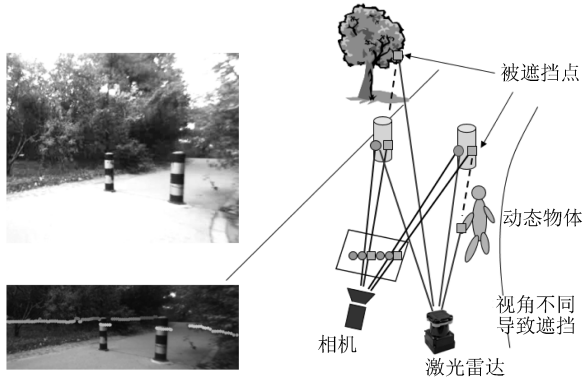 被遮挡点
动态物体
视角不同
导致遮挡
相机
激光雷达